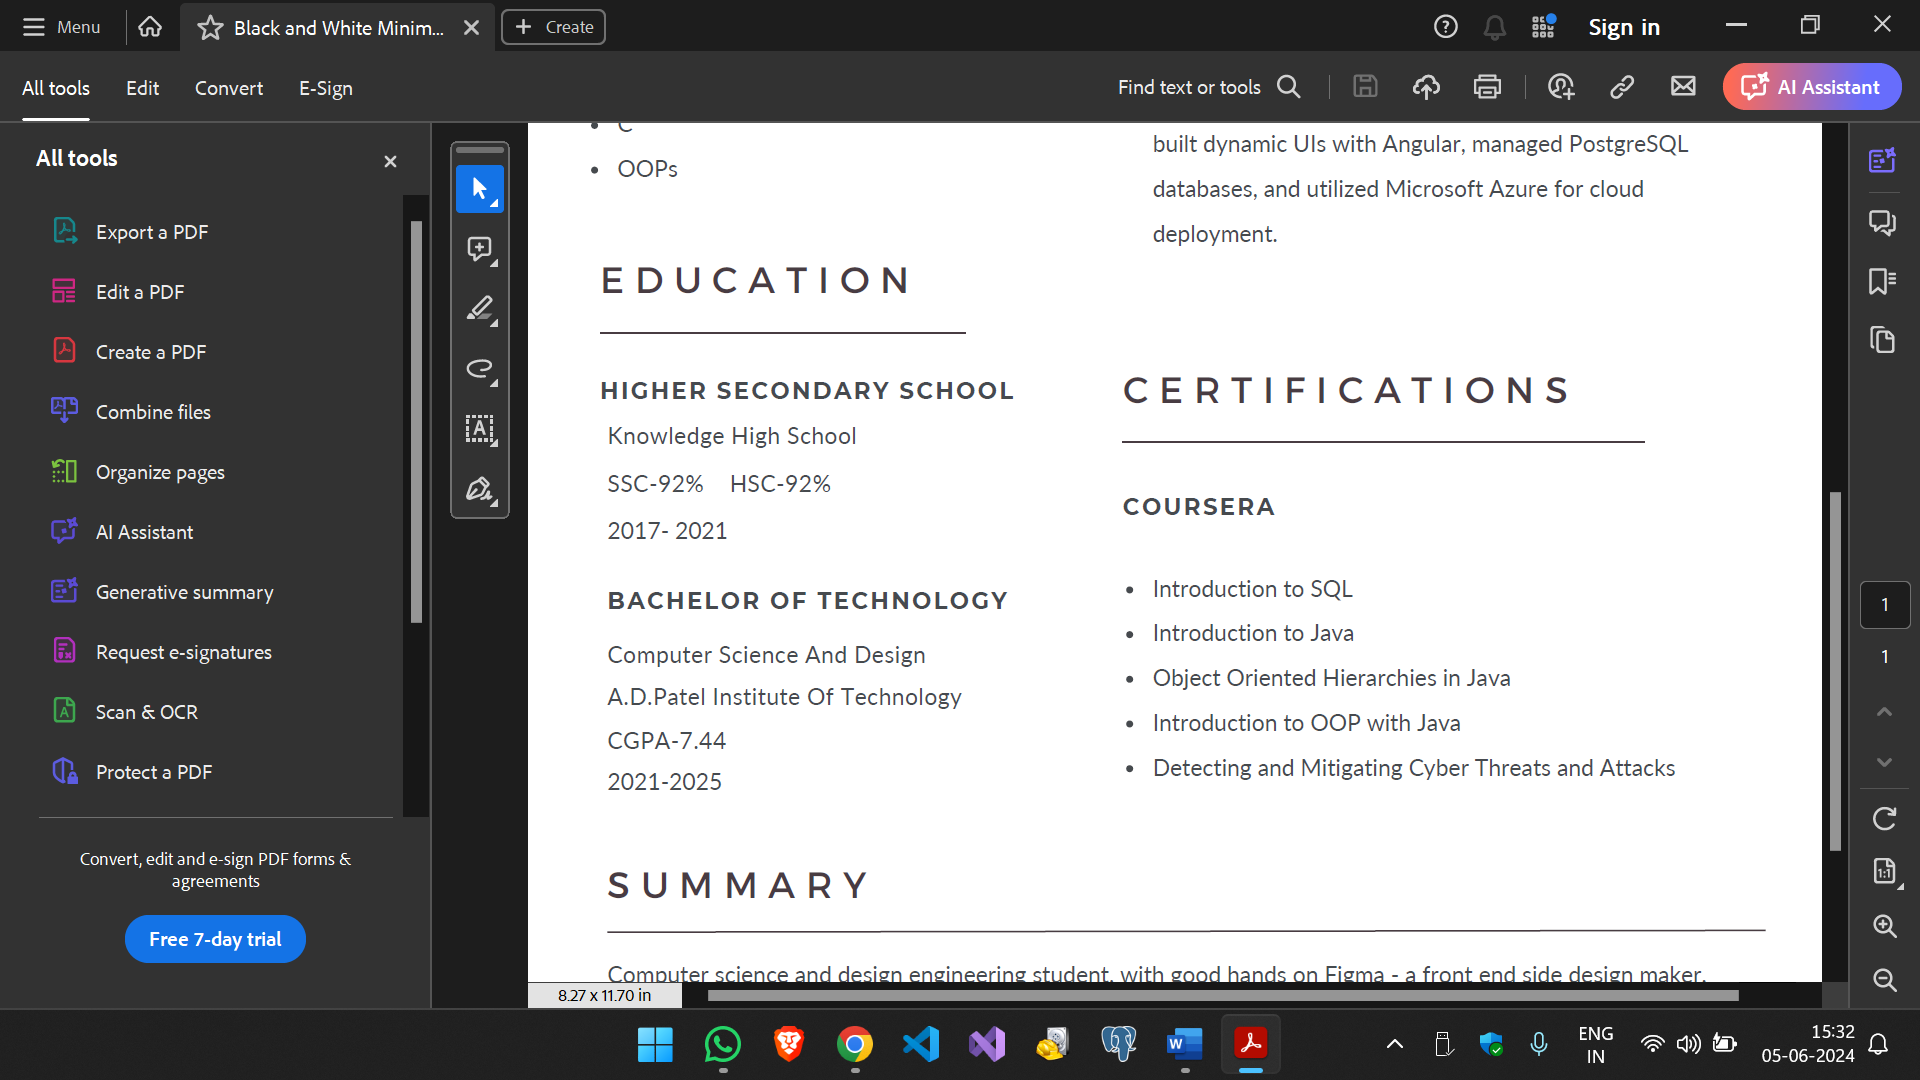 Menu
Black and White Minim...
Create
Sign in
All tools
Edit
Convert
E-Sign
Find text or tools
AI Assistant
All tools
Export a PDF
Edit a PDF
Create a PDF
Combine files
Organize pages
AI Assistant
Generative summary
Request e-signatures
Scan & OCR
Protect a PDF
Convert, edit and e-sign PDF forms &
agreements
Free 7-day trial
• C
• OOPs
EDUCATION
HIGHER SECONDARY SCHOOL
Knowledge High School
SSC-92% HSC-92%
2017- 2021
BACHELOR OF TECHNOLOGY
Computer Science And Design
A.D.Patel Institute Of Technology
CGPA-7.44
2021-2025
built dynamic UIs with Angular, managed PostgreSQL
databases, and utilized Microsoft Azure for cloud
deployment.
CERTIFICATIONS
COURSERA
• Introduction to SQL
• Introduction to Java
• Object Oriented Hierarchies in Java
• Introduction to OOP with Java
• Detecting and Mitigating Cyber Threats and Attacks
SUMMARY
Computer science and design engineering student, with good hands on Figma - a front end side design maker,
8.27 x 11.70 in
1
1
ENG
IN
15:32
05-06-2024